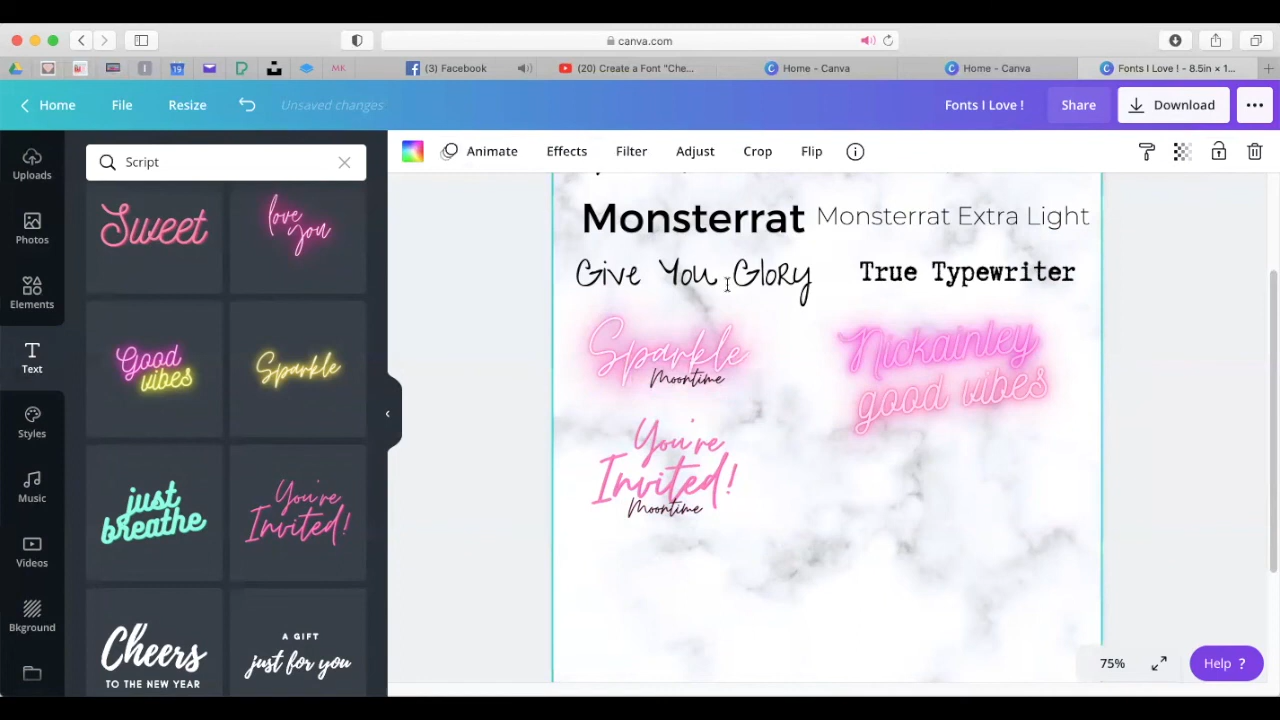 canva.com
19
MK
(3) Facebook
(20) Create a Font "Che...
Home - Canva
Home - Canva
Fonts I Love ! - 8.5in × 1...
Home
File
Resize
Unsaved changes
Fonts I Love !
Share
Download
Uploads
Photos
Elements
Text
Styles
Music
Videos
Bkground
Script
Sweet
love
you
Good
vibes
Sparkle
just
breathe
You're
Invited!
Cheers
TO THE NEW YEAR
A GIFT
just for you
Animate
Effects
Filter
Adjust
Crop
Flip
Monsterrat
Monsterrat Extra Light
Give You Glory
True Typewriter
Sparkle
Moontime
Nickainley
good vibes
You're
Invited!
Moontime
75%
Help ?